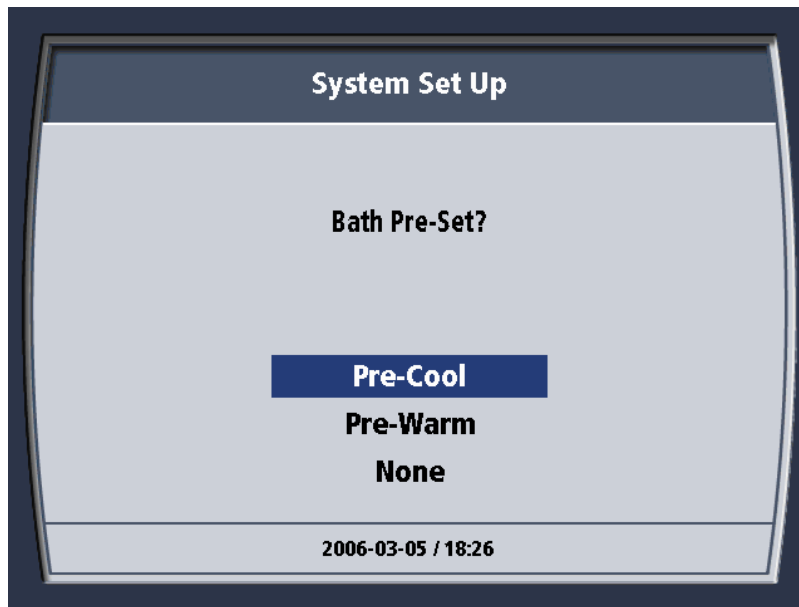 System Set Up
Bath Pre-Set?
Pre-Cool
Pre-Warm
None
2006-03-05 / 18:26